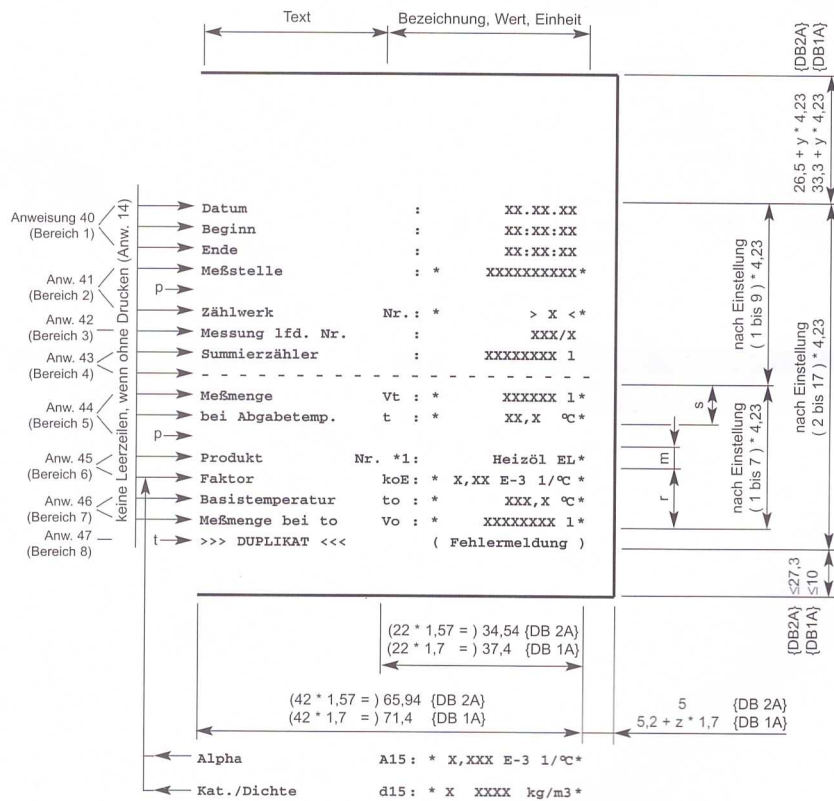 Text Bezeichnung, Wert, Einheit
{DB2A}
{DB1A}
26,5 + y * 4,23
33,3 + y * 4,23
keine Leerzeilen, wenn ohne Drucken (Anw. 14)
Anweisung 40
(Bereich 1)
Datum : XX.XX.XX
Beginn : XX:XX:XX
Ende : XX:XX:XX
Anw. 41
(Bereich 2)
Meßstelle : * XXXXXXXXXX*
p
Zählwerk Nr.: * > X <*
Anw. 42
(Bereich 3)
Messung lfd. Nr. : XXX/X
Anw. 43
(Bereich 4)
Summierzähler : XXXXXXXX l
- - - - - - - - - - - - - - - - - - - - -
Anw. 44
(Bereich 5)
Meßmenge Vt : * XXXXXX l*
bei Abgabetemp. t : * XX,X °C*
p
Anw. 45
(Bereich 6)
Produkt Nr. *1: Heizöl EL*
Faktor koE: * X,XX E-3 1/°C*
Anw. 46
(Bereich 7)
Basistemperatur to : * XXX,X °C*
Meßmenge bei to Vo : * XXXXXXXX l*
Anw. 47
(Bereich 8)
t
>>> DUPLIKAT <<< ( Fehlermeldung )
s
m
r
nach Einstellung
( 1 bis 9 ) * 4,23
nach Einstellung
( 1 bis 7 ) * 4,23
nach Einstellung
( 2 bis 17 ) * 4,23
≤27,3
≤10
{DB2A}
{DB1A}
(22 * 1,57 = ) 34,54 {DB 2A}
(22 * 1,7 = ) 37,4 {DB 1A}
(42 * 1,57 = ) 65,94 {DB 2A}
(42 * 1,7 = ) 71,4 {DB 1A}
5 {DB 2A}
5,2 + z * 1,7 {DB 1A}
Alpha A15: * X,XXX E-3 1/°C*
Kat./Dichte d15: * X XXXX kg/m3*